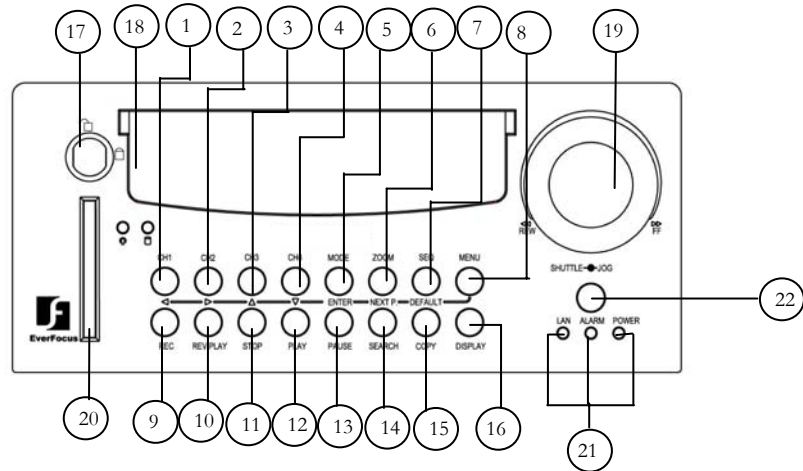 1 2 3 4 5 6 7 8
17 18 19
REW FF
CH1 CH2 CH3 CH4 MODE ZOOM SEQ MENU
SHUTTLE JOG
ENTER NEXT P. DEFAULT
22
LAN ALARM POWER
EverFocus
REC REV.PLAY STOP PLAY PAUSE SEARCH COPY DISPLAY
20 9 10 11 12 13 14 15 16
21